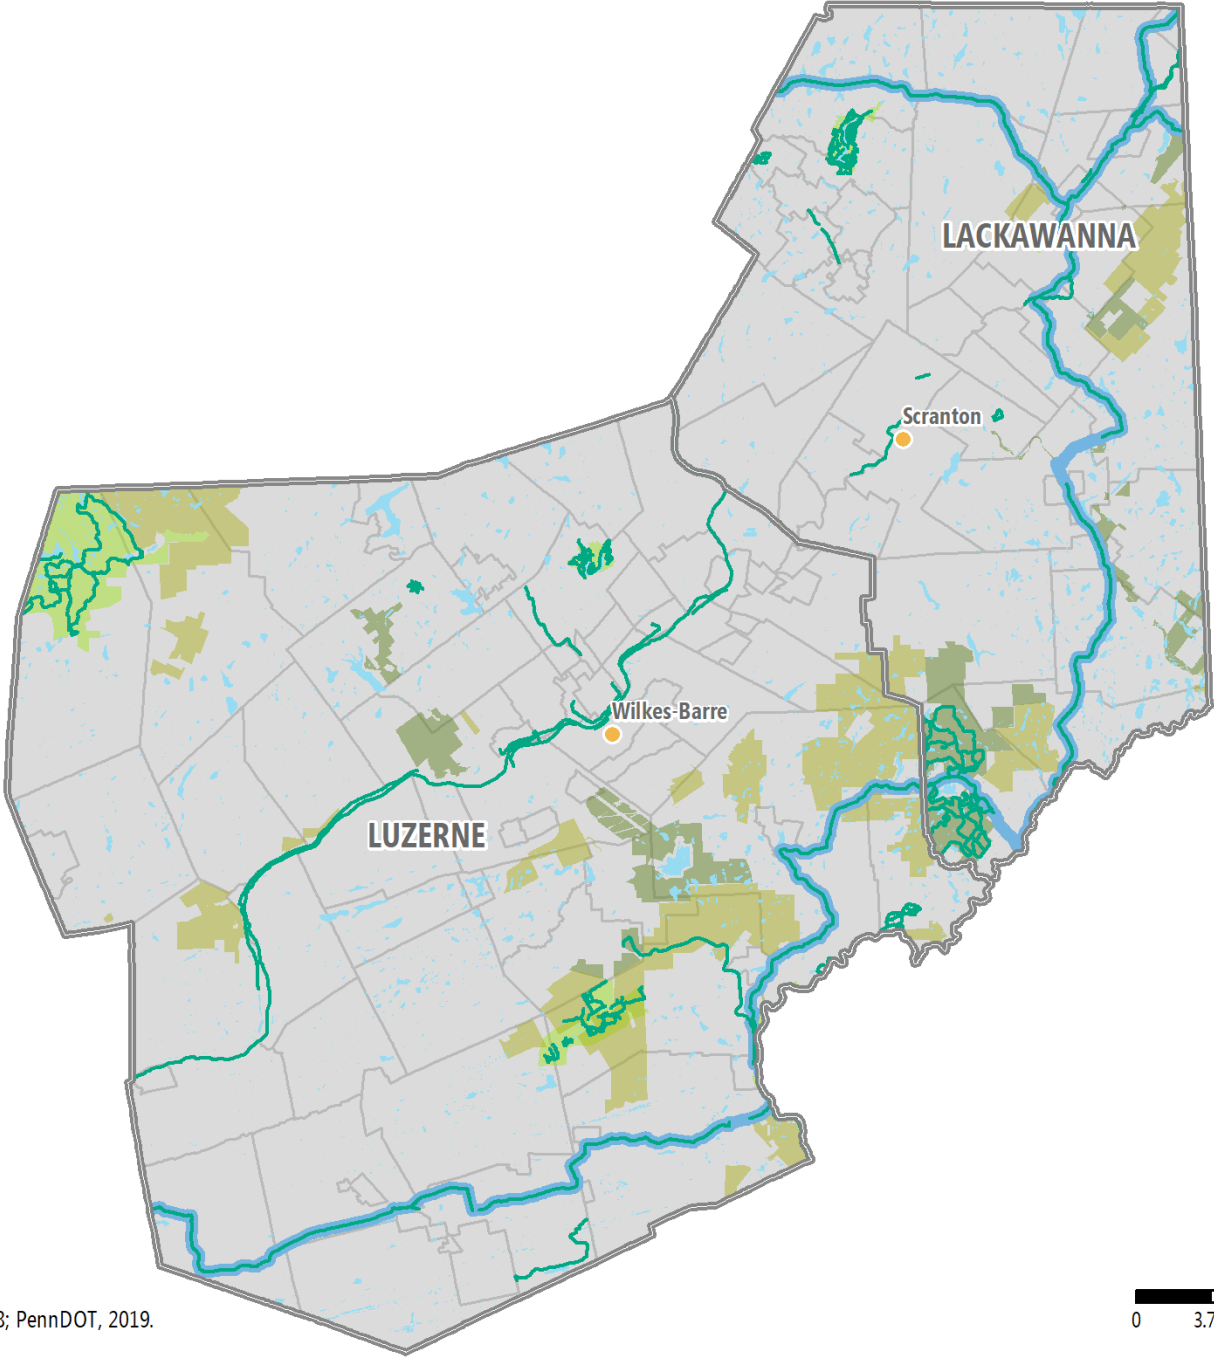 LACKAWANNA
Scranton
Wilkes-Barre
LUZERNE
; PennDOT, 2019.
0 3.7